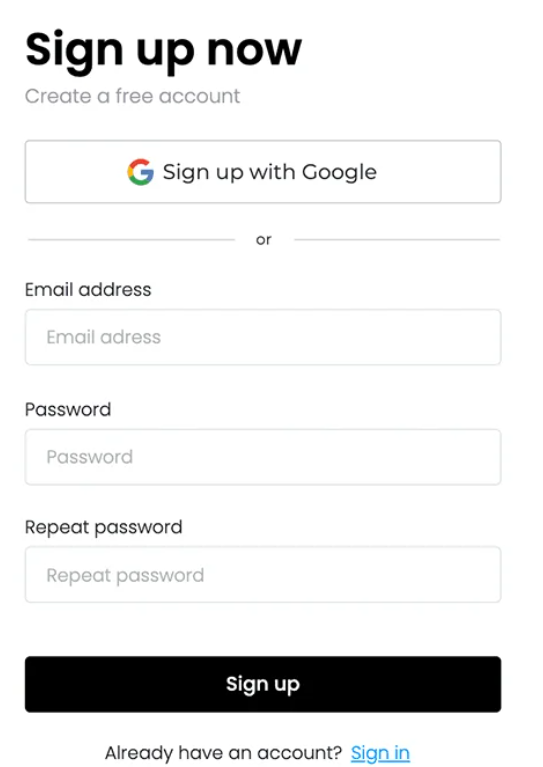 Sign up now
Create a free account
Sign up with Google
or
Email address
Email adress
Password
Password
Repeat password
Repeat password
Sign up
Already have an account? Sign in